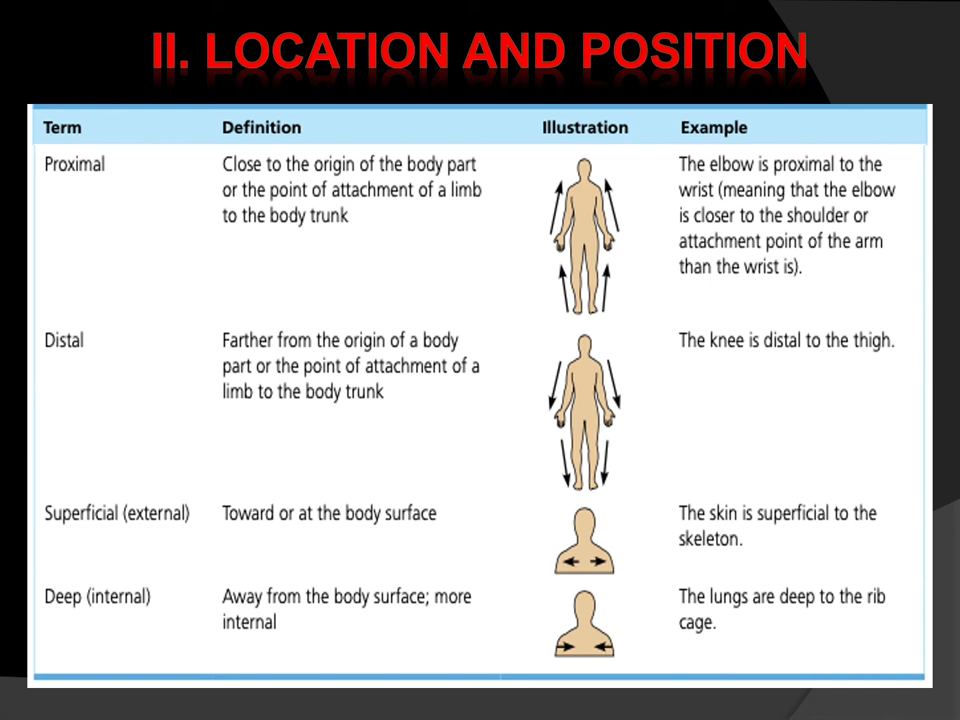 II. LOCATION AND POSITION
Term Definition Illustration Example
Proximal
Close to the origin of the body part
or the point of attachment of a limb
to the body trunk
The elbow is proximal to the
wrist (meaning that the elbow
is closer to the shoulder or
attachment point of the arm
than the wrist is).
Distal
Farther from the origin of a body
part or the point of attachment of a
limb to the body trunk
The knee is distal to the thigh.
Superficial (external)
Toward or at the body surface
The skin is superficial to the
skeleton.
Deep (internal)
Away from the body surface; more
internal
The lungs are deep to the rib
cage.